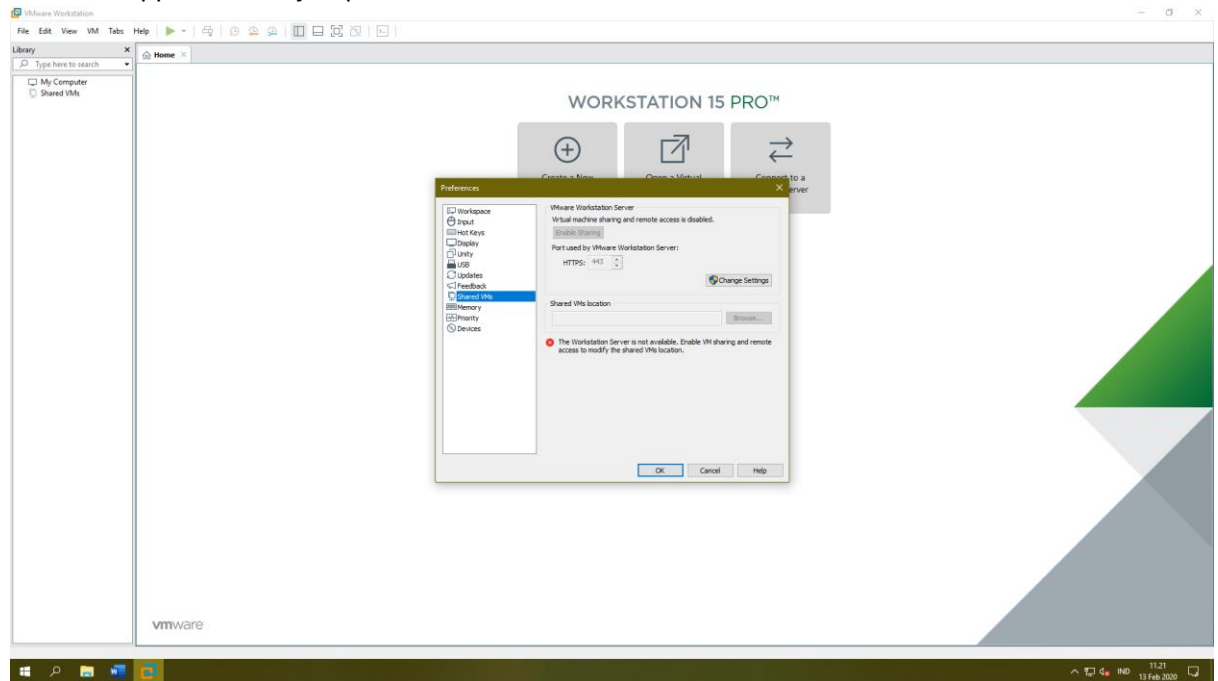 VMware Workstation
File Edit View VM Tabs Help
Library
Type here to search
My Computer
Shared VMs
Home
WORKSTATION 15 PRO™
Connect to a
erver
Preferences
Workspace
Input
Hot Keys
Display
Unity
USB
Updates
Feedback
Shared VMs
Memory
Priority
Devices
VMware Workstation Server
Virtual machine sharing and remote access is disabled.
Enable Sharing
Port used by VMware Workstation Server:
HTTPS: 443
Change Settings
Shared VMs location
Browse...
The Workstation Server is not available. Enable VM sharing and remote
access to modify the shared VMs location.
OK Cancel Help
vmware
IND
11.21
13 Feb 2020